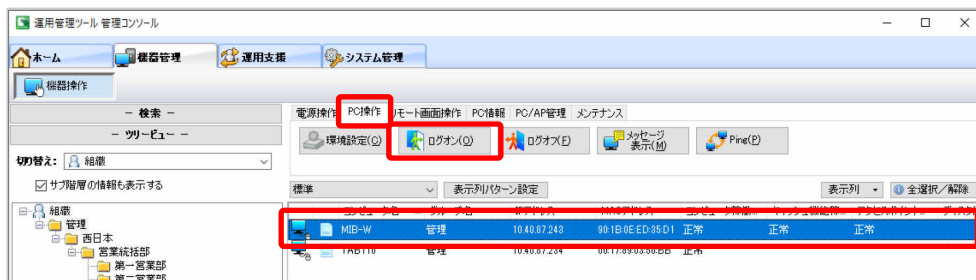 運用管理ツール 管理コンソール
ホーム 機器管理 運用支援 システム管理
機器操作
－ 検索 －
－ ツリービュー －
切り替え： 組織
サブ階層の情報も表示する
組織
管理
西日本
営業統括部
第一営業部
第二営業部
電源操作 PC操作 リモート画面操作 PC情報 PC/AP管理 メンテナンス
環境設定(C) ログオン(O) ログオフ(F) メッセージ表示(M) Ping(P)
標準 表示列パターン設定 表示列 全選択／解除
MIB-W 管理 10.40.87.243 90:1B:0E:ED:35:D1 正常 正常 正常
TAB110 管理 10.40.87.234 正常